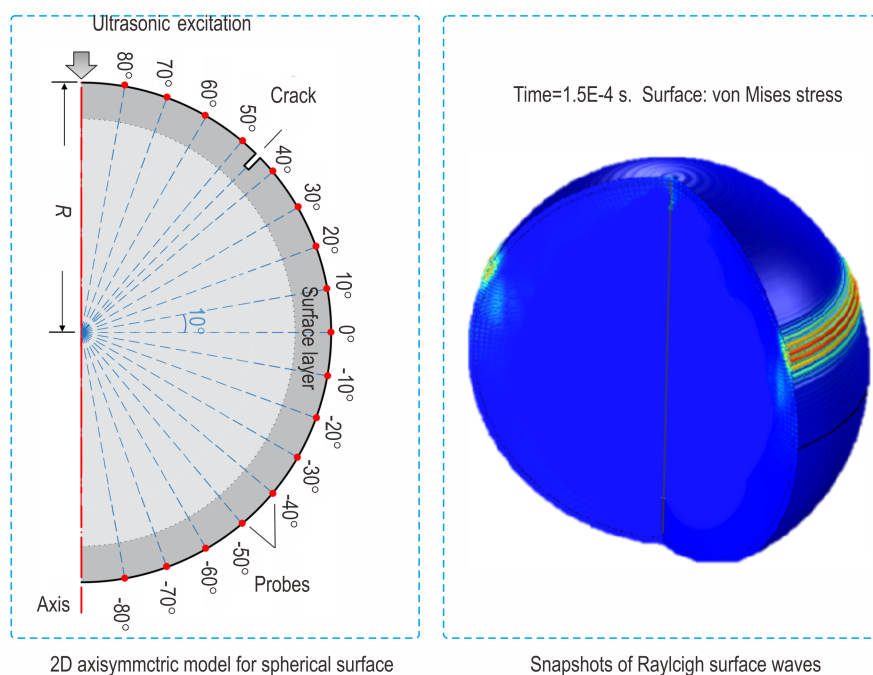 Ultrasonic excitation
80°
70°
60°
50°
Crack
40°
30°
20°
10°
0°
-10°
-20°
-30°
-40°
-50°
-60°
-70°
-80°
R
10°
Surface layer
Probes
Axis
2D axisymmctric model for spherical surface
Time=1.5E-4 s. Surface: von Mises stress
Snapshots of Raylcigh surface waves